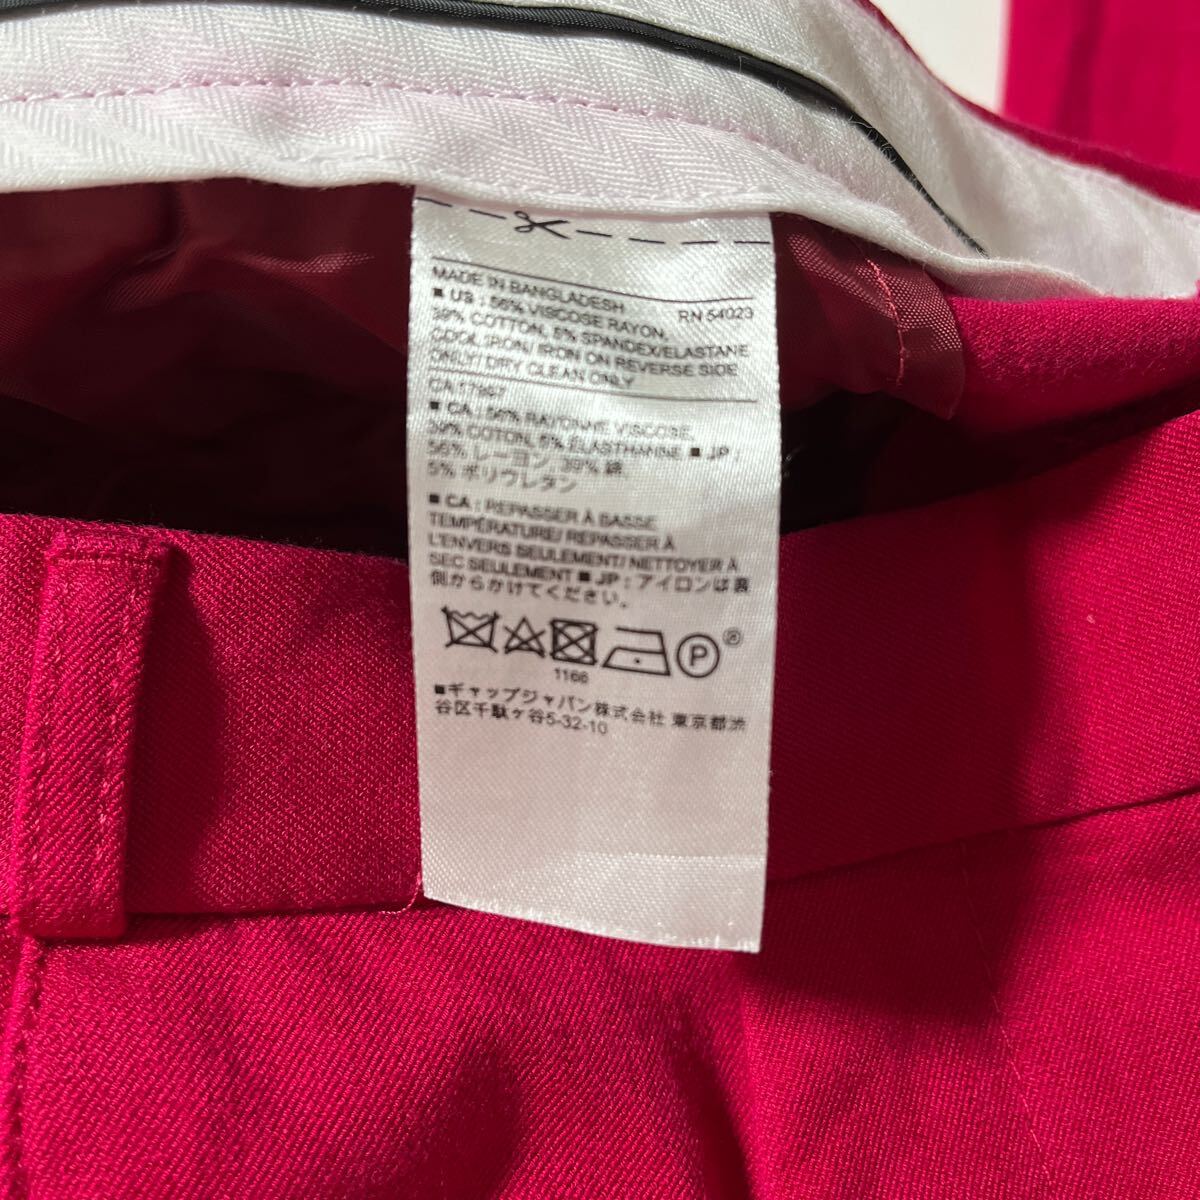 MADE IN BANGLADESH RN 54023
■ US : 56% VISCOSE RAYON,
39% COTTON, 5% SPANDEX/ELASTANE
COOL IRON/ IRON ON REVERSE SIDE
ONLY/ DRY CLEAN ONLY
CA 17897
■ CA : 56% RAYONNE VISCOSE,
39% COTTON, 5% ÉLASTHANNE ■ JP :
56% レーヨン, 39% 綿,
5% ポリウレタン
■ CA : REPASSER À BASSE
TEMPÉRATURE/ REPASSER À
L'ENVERS SEULEMENT/ NETTOYER À
SEC SEULEMENT ■ JP : アイロンは裏
側からかけてください。
P®
1166
■ギャップジャパン株式会社 東京都渋
谷区千駄ヶ谷5-32-10